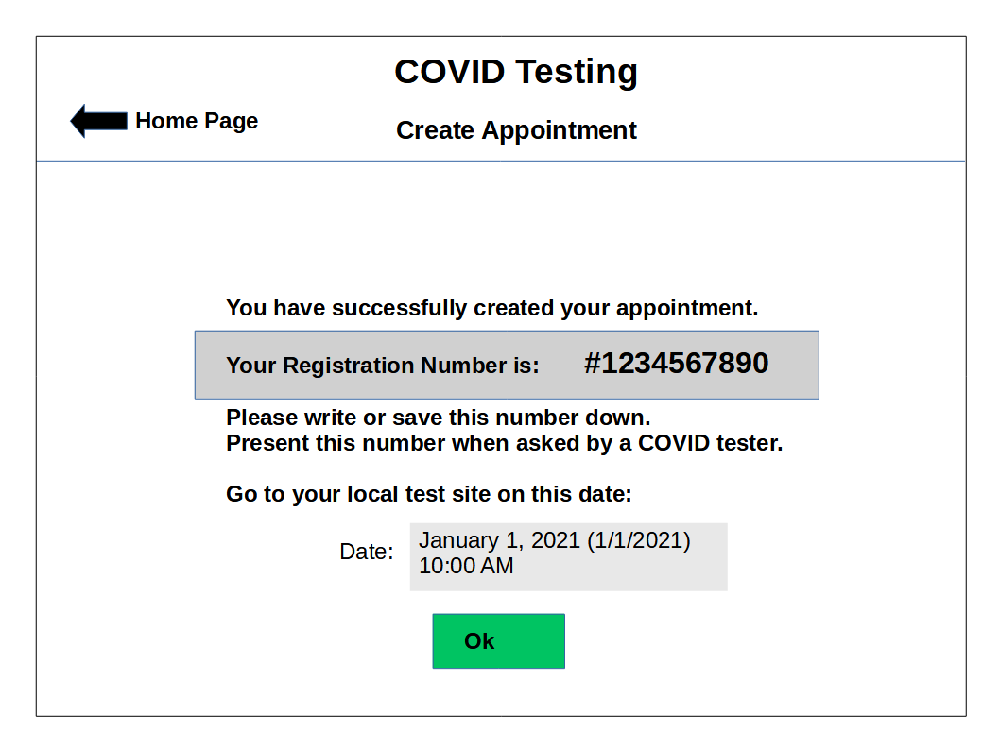 COVID Testing
Home Page
Create Appointment
You have successfully created your appointment.
Your Registration Number is: #1234567890
Please write or save this number down.
Present this number when asked by a COVID tester.
Go to your local test site on this date:
Date:
January 1, 2021 (1/1/2021)
10:00 AM
Ok